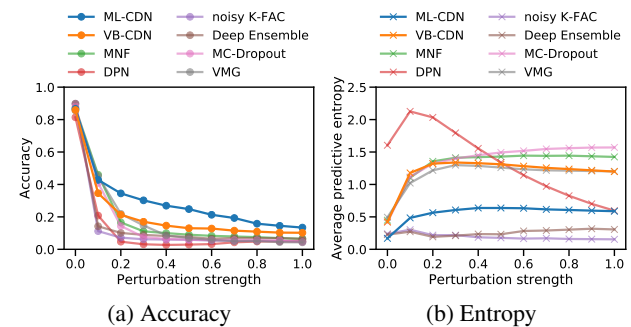 ML-CDN
VB-CDN
MNF
DPN
noisy K-FAC
Deep Ensemble
MC-Dropout
VMG
Accuracy
1.0
0.8
0.6
0.4
0.2
0.0
0.0 0.2 0.4 0.6 0.8 1.0
Perturbation strength
(a) Accuracy
ML-CDN
VB-CDN
MNF
DPN
noisy K-FAC
Deep Ensemble
MC-Dropout
VMG
Average predictive entropy
2.5
2.0
1.5
1.0
0.5
0.0
0.0 0.2 0.4 0.6 0.8 1.0
Perturbation strength
(b) Entropy